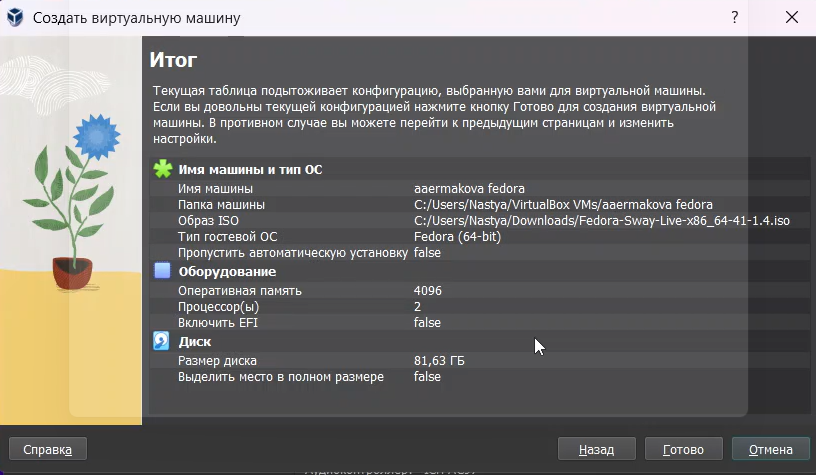 Создать виртуальную машину
?
Итог
Текущая таблица подытоживает конфигурацию, выбранную вами для виртуальной машины.
Если вы довольны текущей конфигурацией нажмите кнопку Готово для создания виртуальной
машины. В противном случае вы можете перейти к предыдущим страницам и изменить
настройки.
Имя машины и тип ОС
Имя машины aaermakova fedora
Папка машины C:/Users/Nastya/VirtualBox VMs/aaermakova fedora
Образ ISO C:/Users/Nastya/Downloads/Fedora-Sway-Live-x86_64-41-1.4.iso
Тип гостевой ОС Fedora (64-bit)
Пропустить автоматическую установку false
Оборудование
Оперативная память 4096
Процессор(ы) 2
Включить EFI false
Диск
Размер диска 81,63 ГБ
Выделить место в полном размере false
Справка Назад Готово Отмена